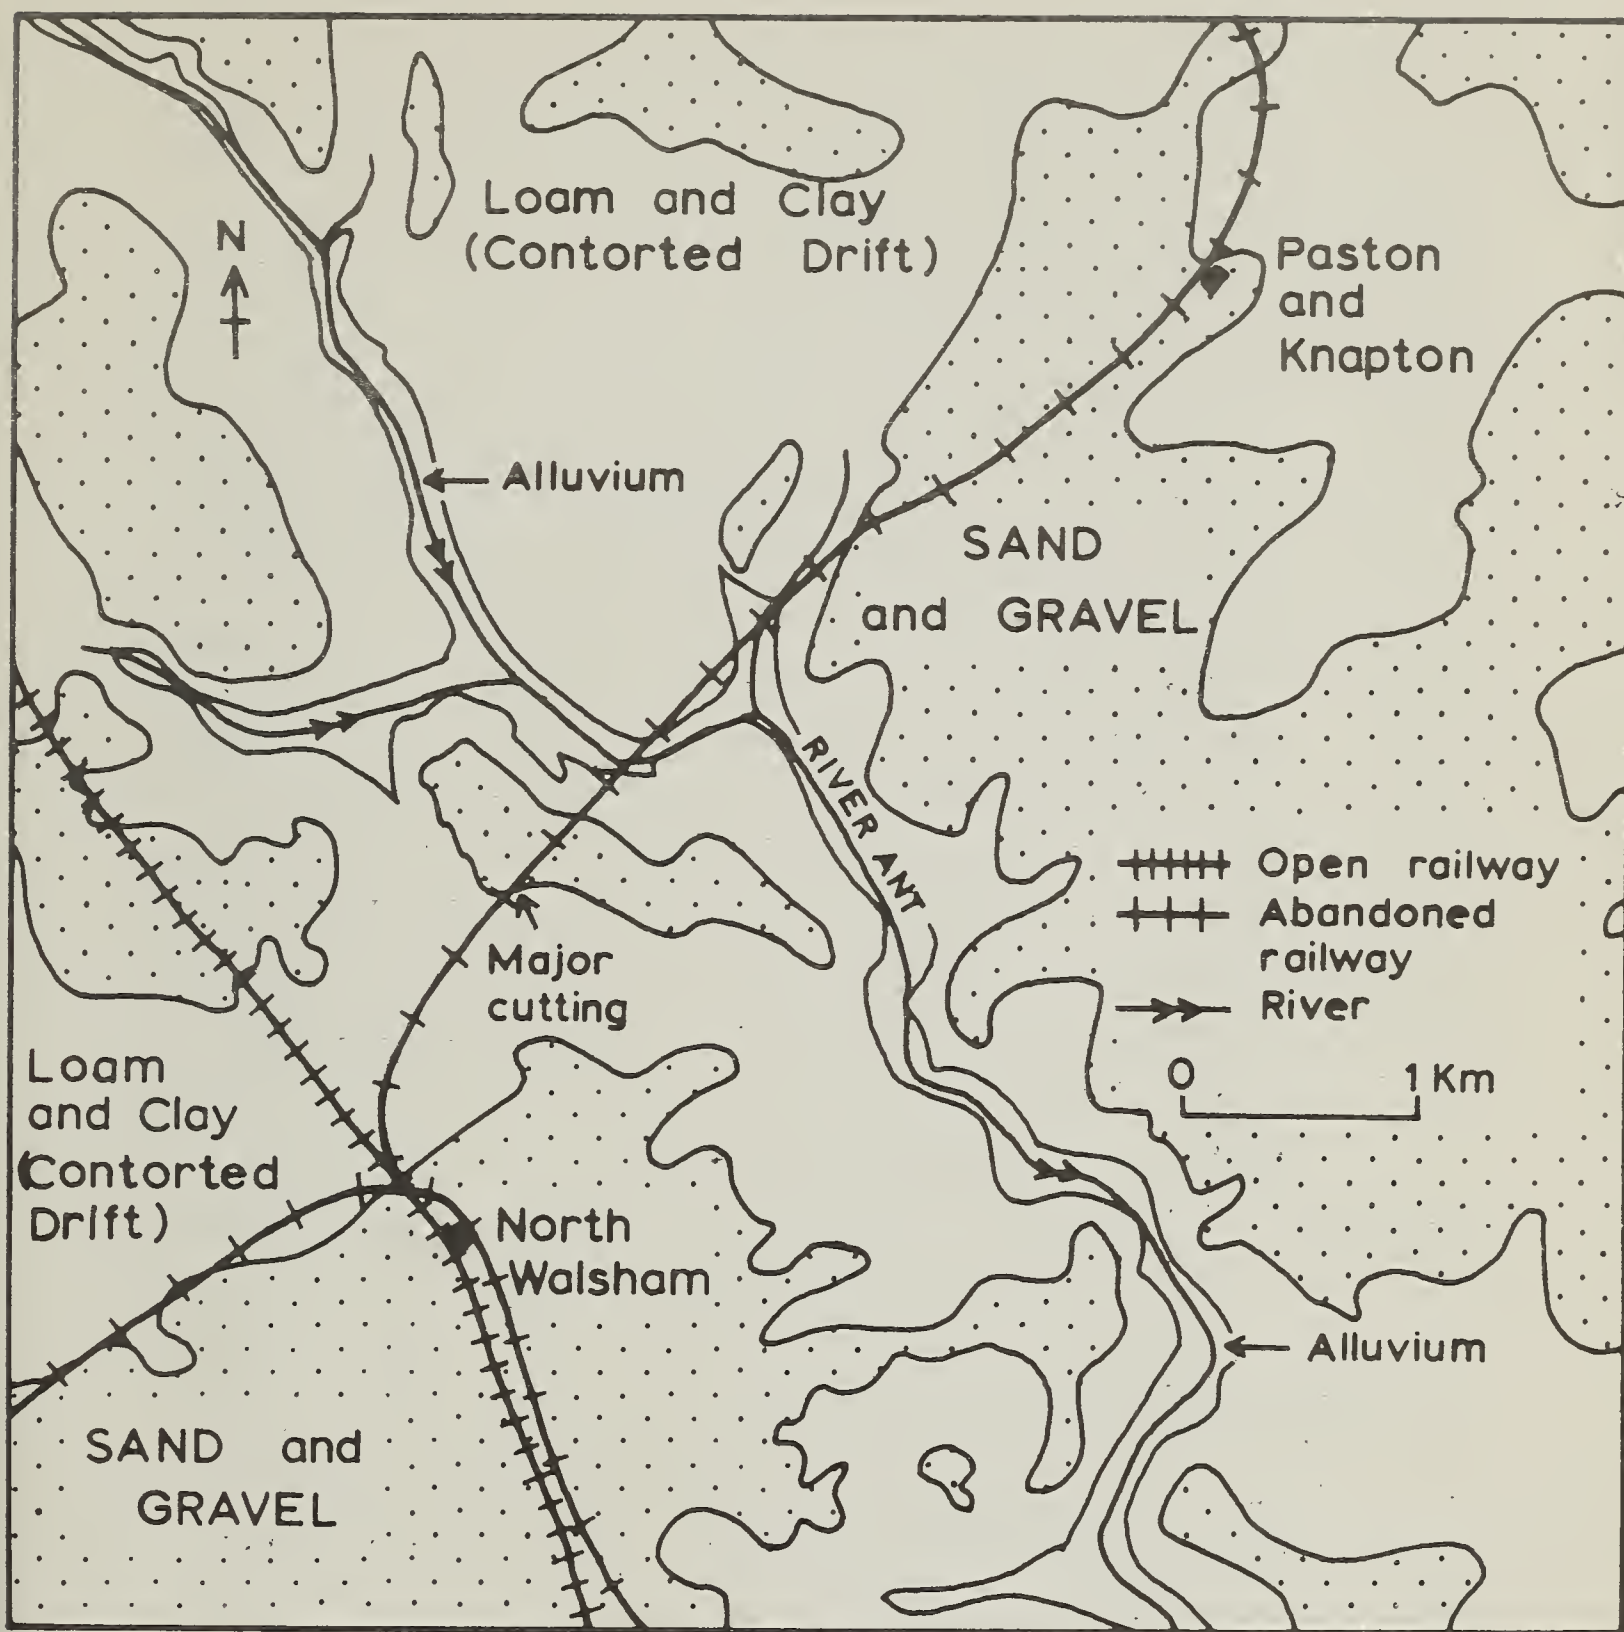 Loam and Clay
(Contorted Drift)
N
Paston
and
Knapton
Alluvium
SAND
and GRAVEL
RIVER ANT
Open railway
Abandoned
railway
River
0 1 Km
Major
cutting
Loam
and Clay
(Contorted
Drift)
North
Walsham
Alluvium
SAND and
GRAVEL